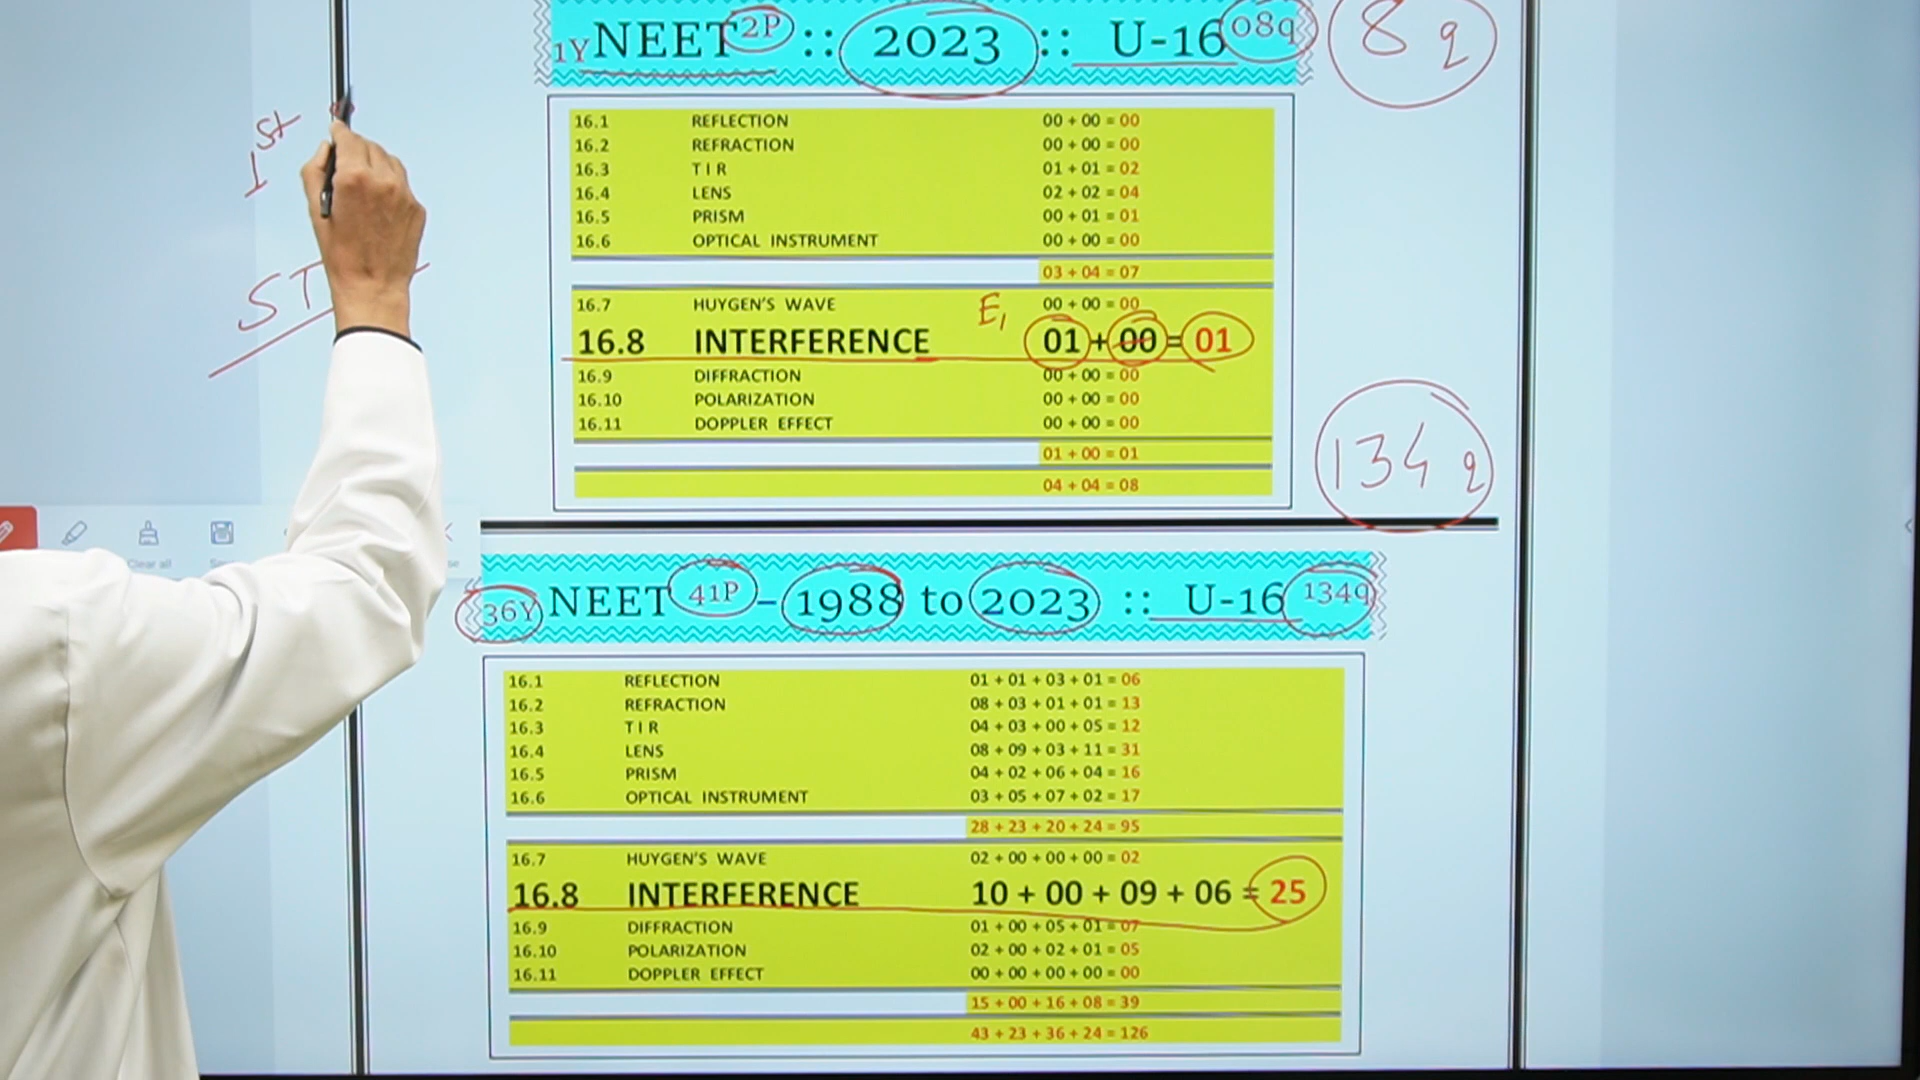 1YNEET2P :: 2023 :: U-1608q
8q
1st
ST
16.1 REFLECTION 00 + 00 = 00
16.2 REFRACTION 00 + 00 = 00
16.3 T I R 01 + 01 = 02
16.4 LENS 02 + 02 = 04
16.5 PRISM 00 + 01 = 01
16.6 OPTICAL INSTRUMENT 00 + 00 = 00
03 + 04 = 07
16.7 HUYGEN'S WAVE 00 + 00 = 00
E1
16.8 INTERFERENCE 01 + 00 = 01
16.9 DIFFRACTION 00 + 00 = 00
16.10 POLARIZATION 00 + 00 = 00
16.11 DOPPLER EFFECT 00 + 00 = 00
01 + 00 = 01
04 + 04 = 08
134q
Clear all
36Y NEET 41P – 1988 to 2023 :: U-16 134q
16.1 REFLECTION 01 + 01 + 03 + 01 = 06
16.2 REFRACTION 08 + 03 + 01 + 01 = 13
16.3 T I R 04 + 03 + 00 + 05 = 12
16.4 LENS 08 + 09 + 03 + 11 = 31
16.5 PRISM 04 + 02 + 06 + 04 = 16
16.6 OPTICAL INSTRUMENT 03 + 05 + 07 + 02 = 17
28 + 23 + 20 + 24 = 95
16.7 HUYGEN'S WAVE 02 + 00 + 00 + 00 = 02
16.8 INTERFERENCE 10 + 00 + 09 + 06 = 25
16.9 DIFFRACTION 01 + 00 + 05 + 01 = 07
16.10 POLARIZATION 02 + 00 + 02 + 01 = 05
16.11 DOPPLER EFFECT 00 + 00 + 00 + 00 = 00
15 + 00 + 16 + 08 = 39
43 + 23 + 36 + 24 = 126